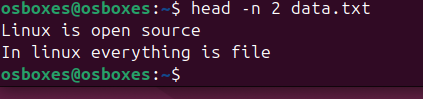 osboxes@osboxes:~$ head -n 2 data.txt
Linux is open source
In linux everything is file
osboxes@osboxes:~$